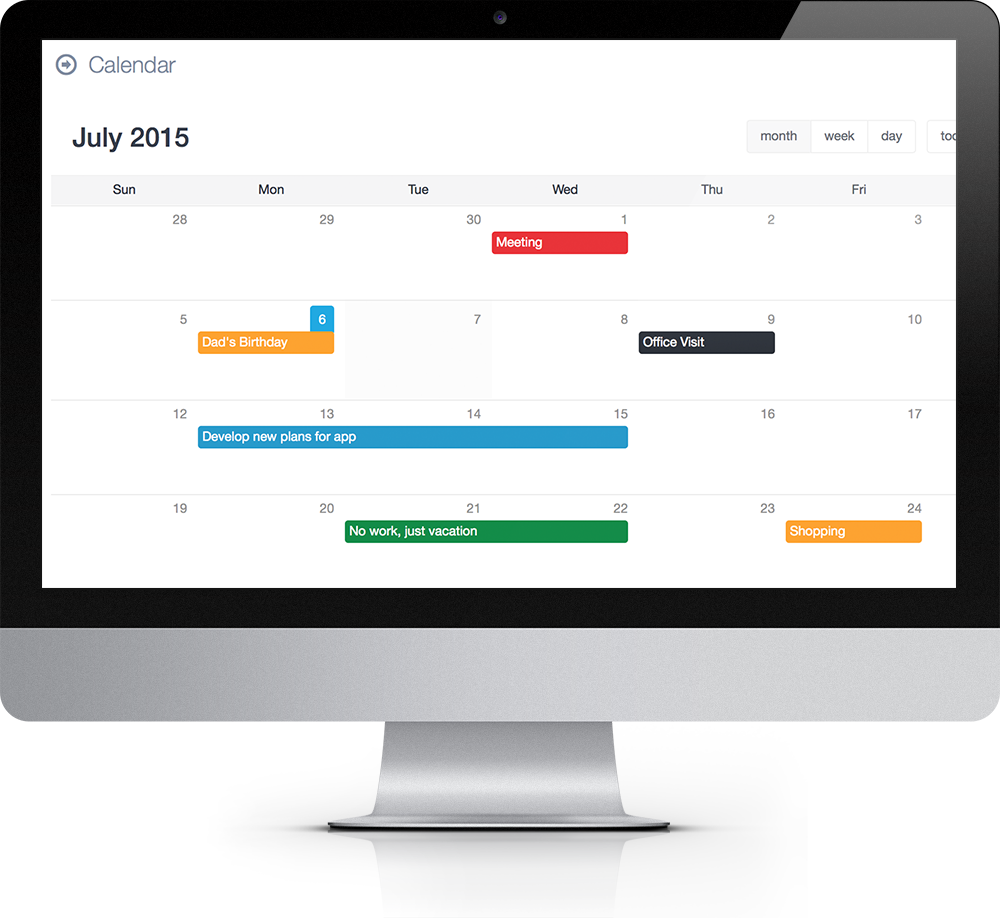 Calendar
July 2015
month week day
Sun Mon Tue Wed Thu Fri
28 29 30 1 2 3
Meeting
5 6 7 8 9 10
Dad's Birthday Office Visit
12 13 14 15 16 17
Develop new plans for app
19 20 21 22 23 24
No work, just vacation Shopping